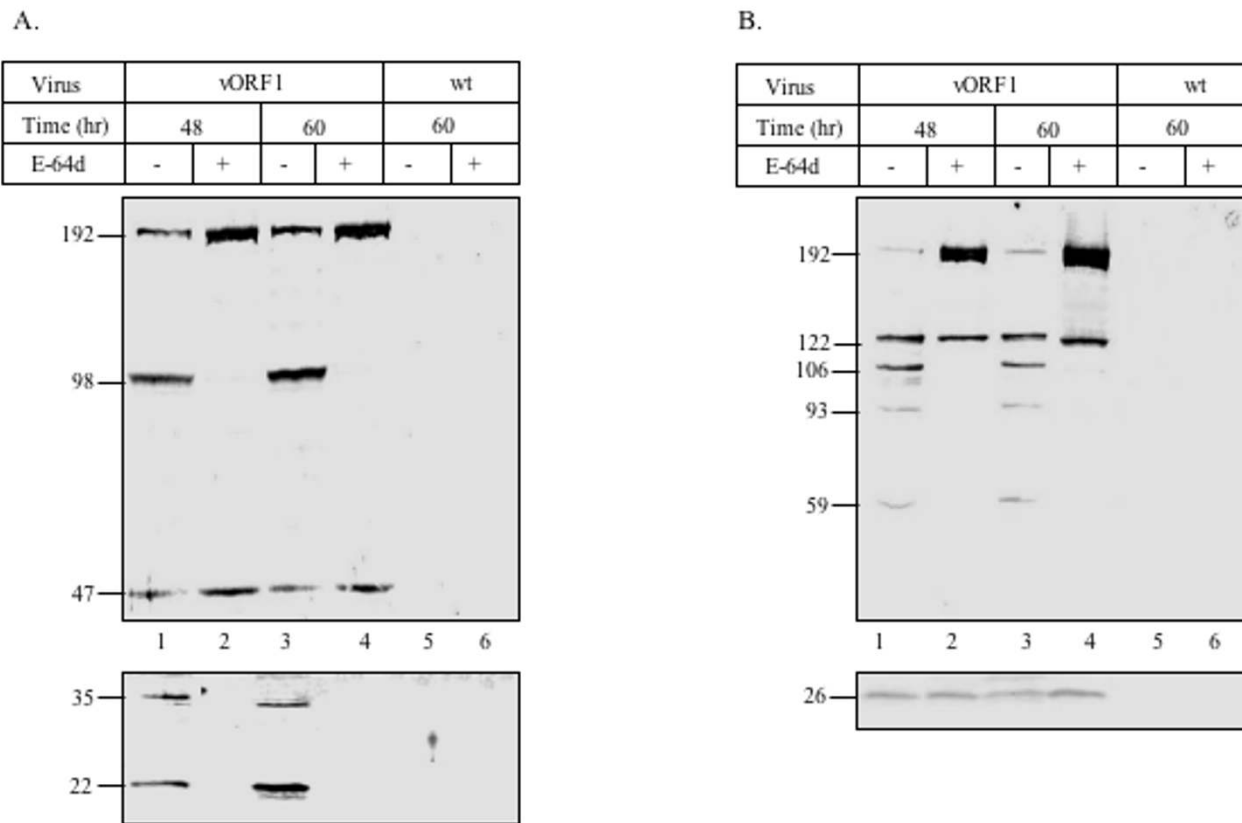 A.
Virus vORF1 wt
Time (hr) 48 60 60
E-64d - + - + - +
192
98
47
1 2 3 4 5 6
35
22
B.
Virus vORF1 wt
Time (hr) 48 60 60
E-64d - + - + - +
192
122
106
93
59
1 2 3 4 5 6
26